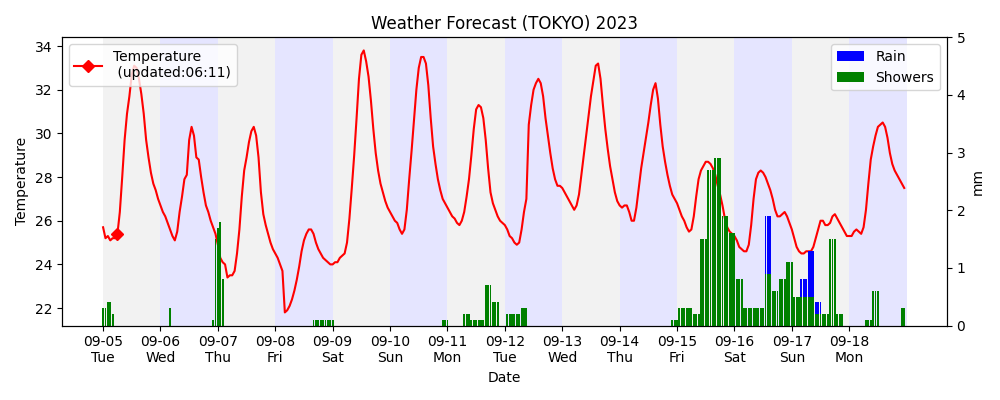 Weather Forecast (TOKYO) 2023
Temperature
(updated:06:11)
Rain
Showers
34
32
30
28
26
24
22
Temperature
5
4
3
2
1
0
mm
09-05 09-06 09-07 09-08 09-09 09-10 09-11 09-12 09-13 09-14 09-15 09-16 09-17 09-18
Tue Wed Thu Fri Sat Sun Mon Tue Wed Thu Fri Sat Sun Mon
Date